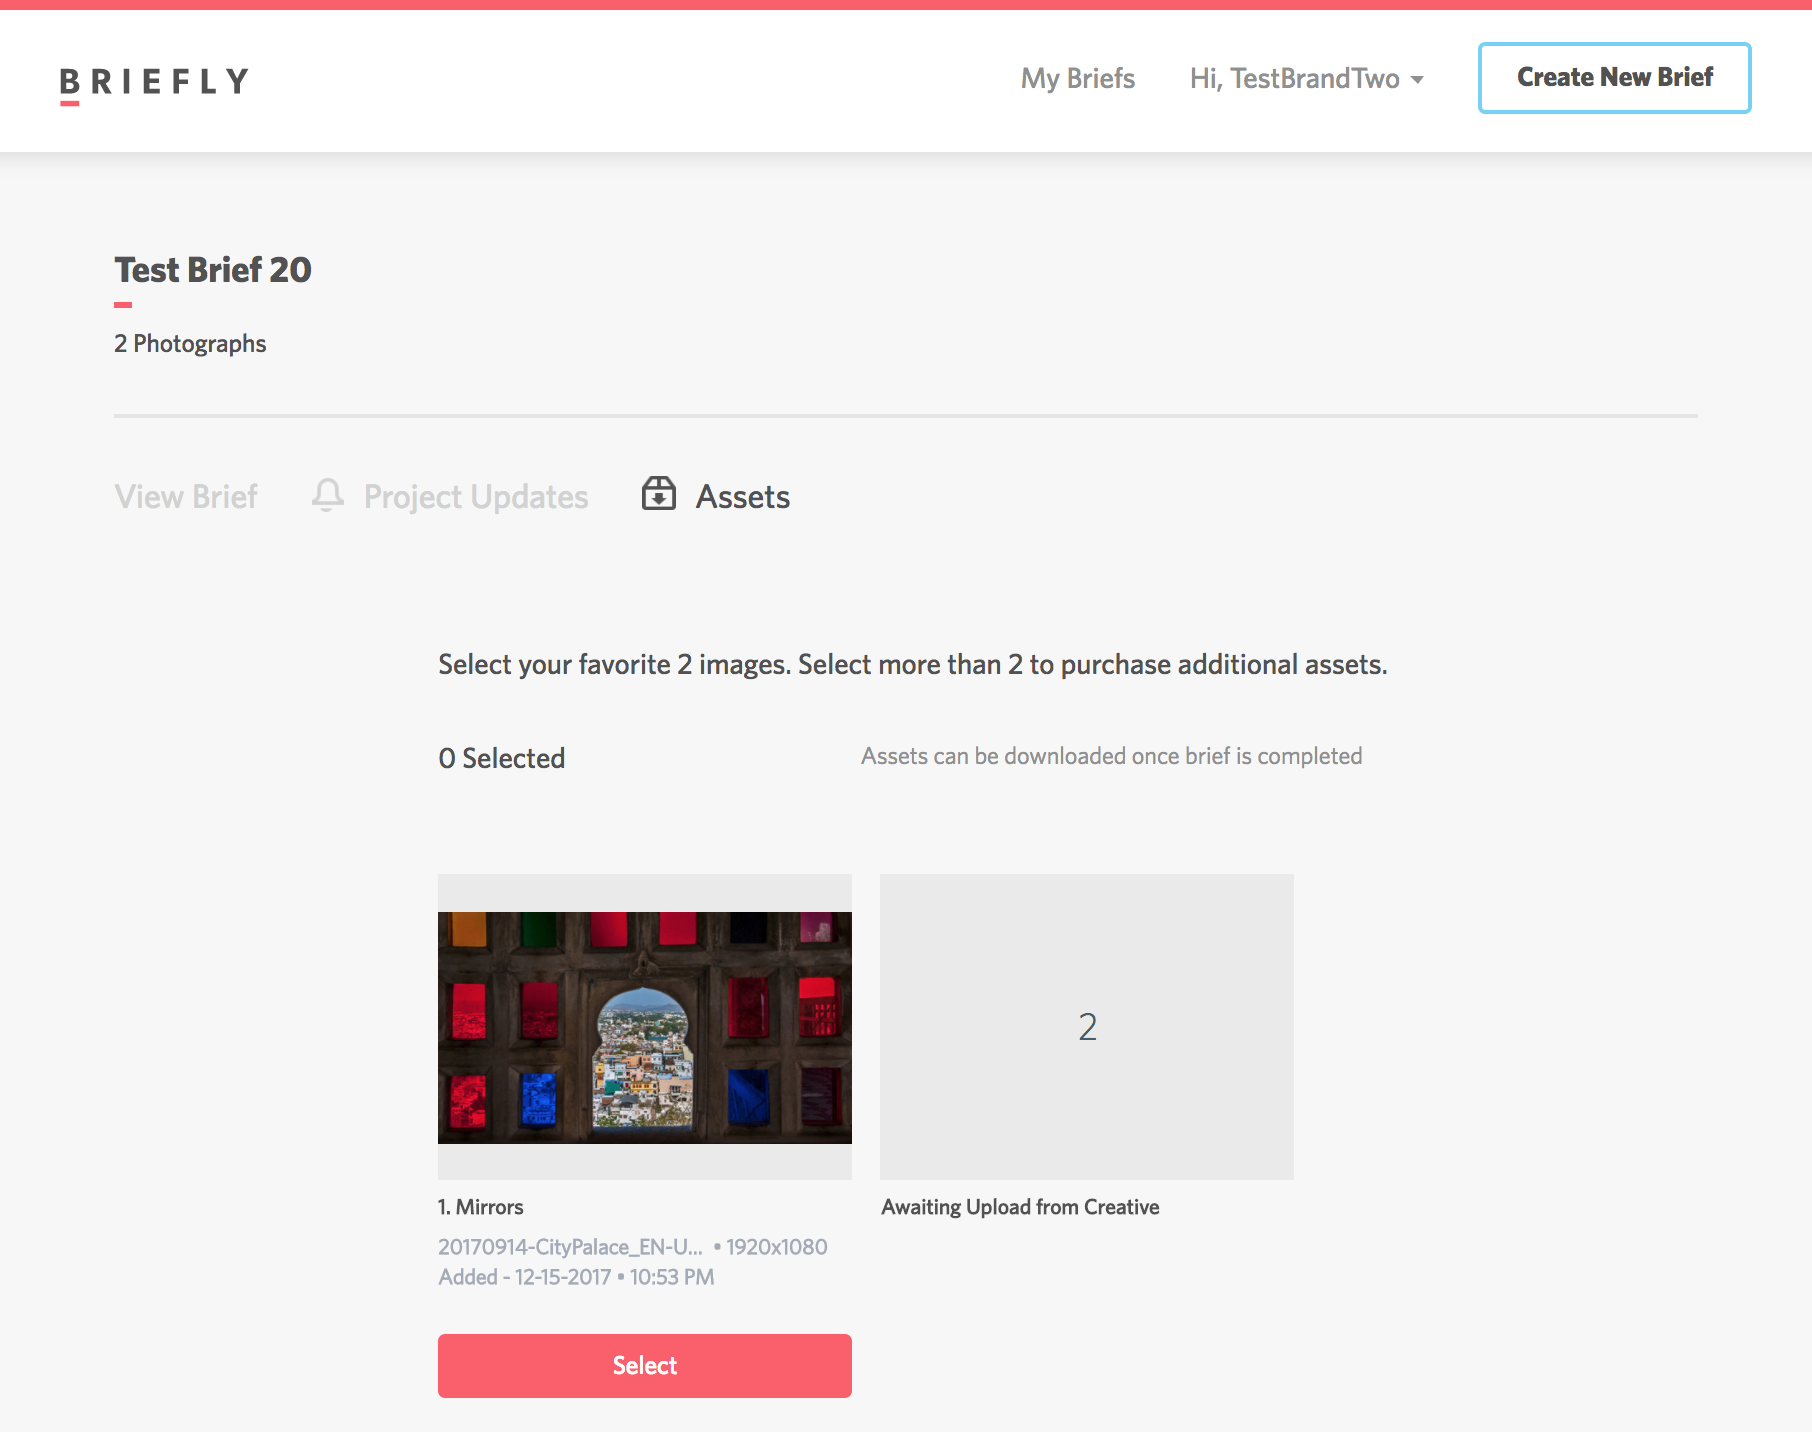 BRIEFLY
My Briefs
Hi, TestBrandTwo
Create New Brief
Test Brief 20
2 Photographs
View Brief
Project Updates
Assets
Select your favorite 2 images. Select more than 2 to purchase additional assets.
0 Selected
Assets can be downloaded once brief is completed
2
1. Mirrors
Awaiting Upload from Creative
20170914-CityPalace_EN-U... • 1920x1080
Added - 12-15-2017 • 10:53 PM
Select